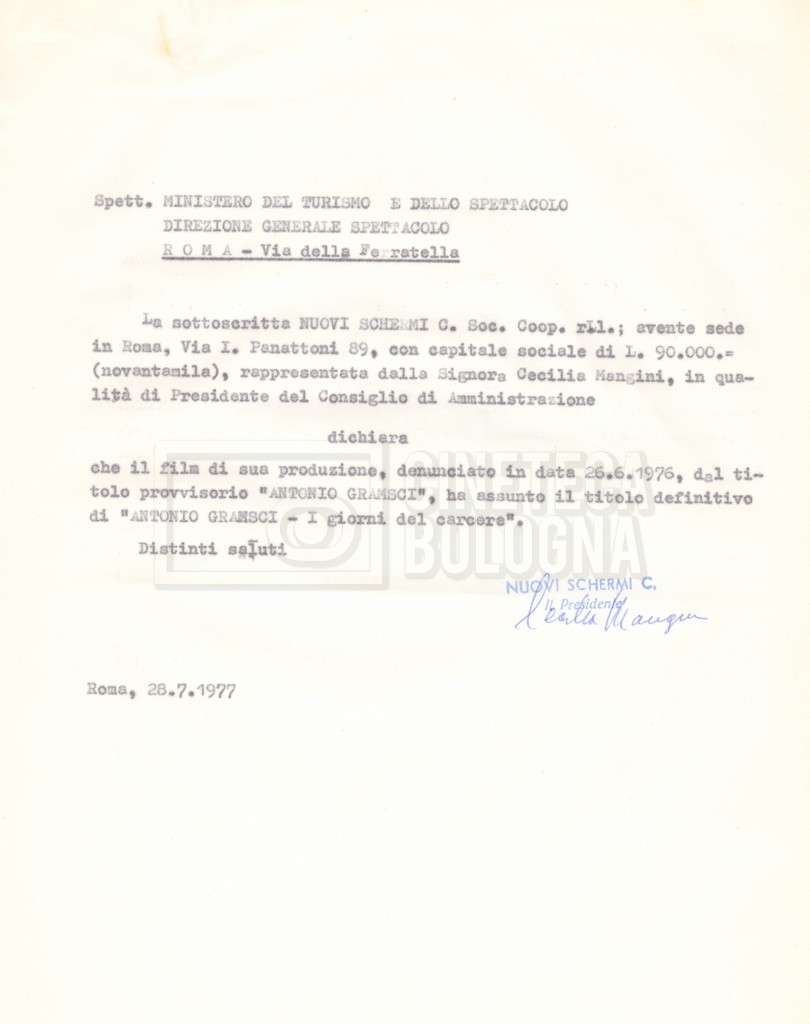 Spett. MINISTERO DEL TURISMO E DELLO SPETTACOLO
DIREZIONE GENERALE SPETTACOLO
R O M A - Via della Ferratella
La sottoscritta NUOVI SCHERMI C. Soc. Coop. rll.; avente sede
in Roma, Via I. Panattoni 89, con capitale sociale di L. 90.000.=
(novantamila), rappresentata dalla Signora Cecilia Mangini, in qua-
lità di Presidente del Consiglio di Amministrazione
dichiara
che il film di sua produzione, denunciato in data 26.6.1976, dal ti-
tolo provvisorio "ANTONIO GRAMSCI", ha assunto il titolo definitivo
di "ANTONIO GRAMSCI - I giorni del carcere".
Distinti saluti
CINETECA
BOLOGNA
NUOVI SCHERMI C.
Il Presidente
Cecilia Mangini
Roma, 28.7.1977